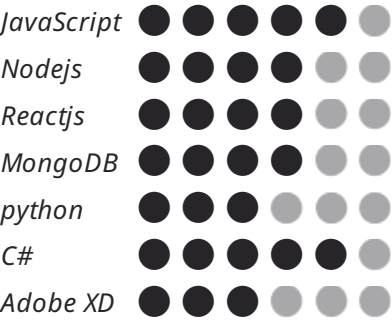 JavaScript
Nodejs
Reactjs
MongoDB
python
C#
Adobe XD